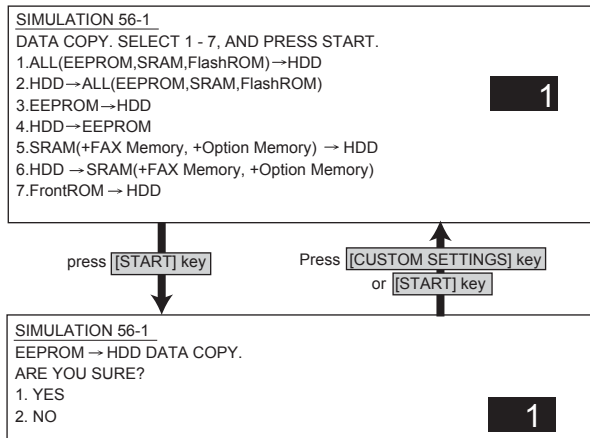 SIMULATION 56-1
DATA COPY. SELECT 1 - 7, AND PRESS START.
1.ALL(EEPROM,SRAM,FlashROM)→HDD
2.HDD→ALL(EEPROM,SRAM,FlashROM)
3.EEPROM→HDD
4.HDD→EEPROM
5.SRAM(+FAX Memory, +Option Memory) → HDD
6.HDD →SRAM(+FAX Memory, +Option Memory)
7.FrontROM → HDD
1
press [START] key
Press [CUSTOM SETTINGS] key
or [START] key
SIMULATION 56-1
EEPROM → HDD DATA COPY.
ARE YOU SURE?
1. YES
2. NO
1